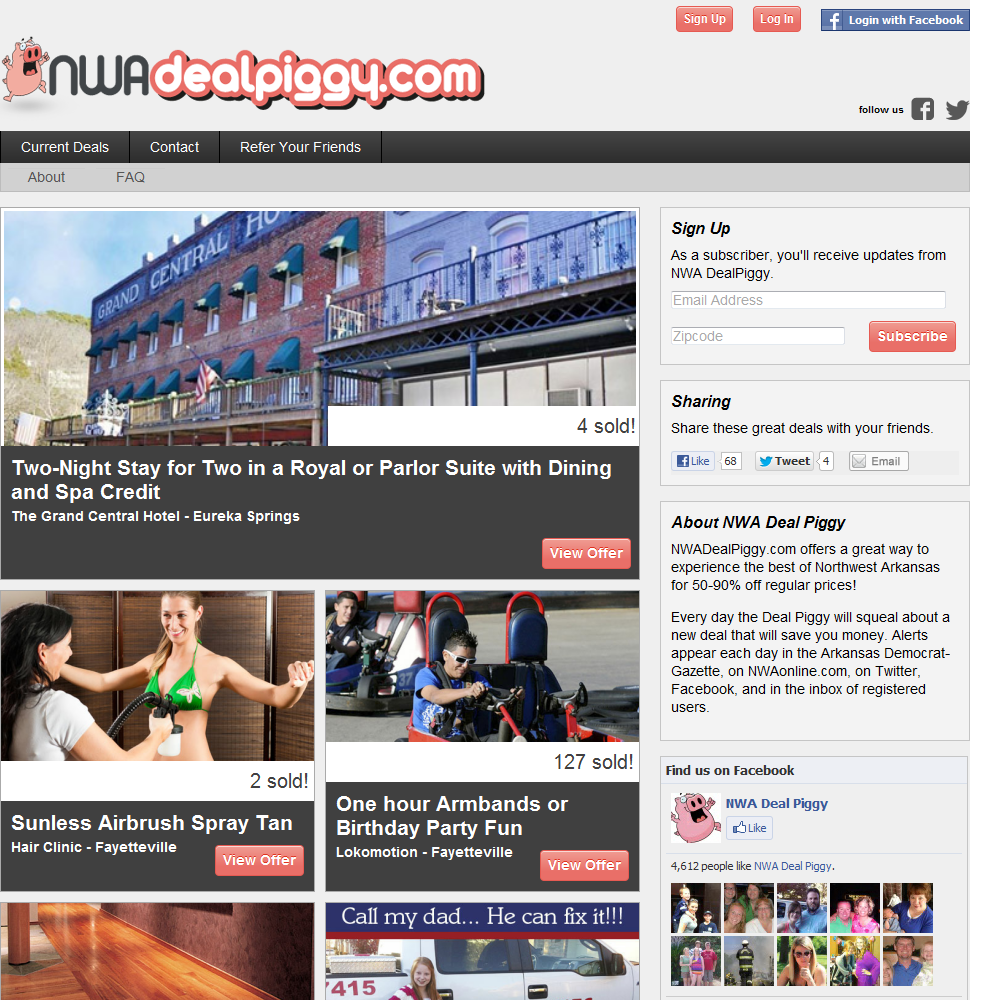 Sign Up
Log In
Login with Facebook
NWAdealpiggy.com
follow us
Current Deals
Contact
Refer Your Friends
About
FAQ
GRAND CENTRAL HO
4 sold!
Two-Night Stay for Two in a Royal or Parlor Suite with Dining
and Spa Credit
The Grand Central Hotel - Eureka Springs
View Offer
2 sold!
Sunless Airbrush Spray Tan
Hair Clinic - Fayetteville
View Offer
127 sold!
One hour Armbands or
Birthday Party Fun
Lokomotion - Fayetteville
View Offer
Call my dad... He can fix it!!!
7415
Sign Up
As a subscriber, you'll receive updates from
NWA DealPiggy.
Email Address
Zipcode
Subscribe
Sharing
Share these great deals with your friends.
Like
68
Tweet
4
Email
About NWA Deal Piggy
NWADealPiggy.com offers a great way to
experience the best of Northwest Arkansas
for 50-90% off regular prices!
Every day the Deal Piggy will squeal about a
new deal that will save you money. Alerts
appear each day in the Arkansas Democrat-
Gazette, on NWAonline.com, on Twitter,
Facebook, and in the inbox of registered
users.
Find us on Facebook
NWA Deal Piggy
Like
4,612 people like NWA Deal Piggy.